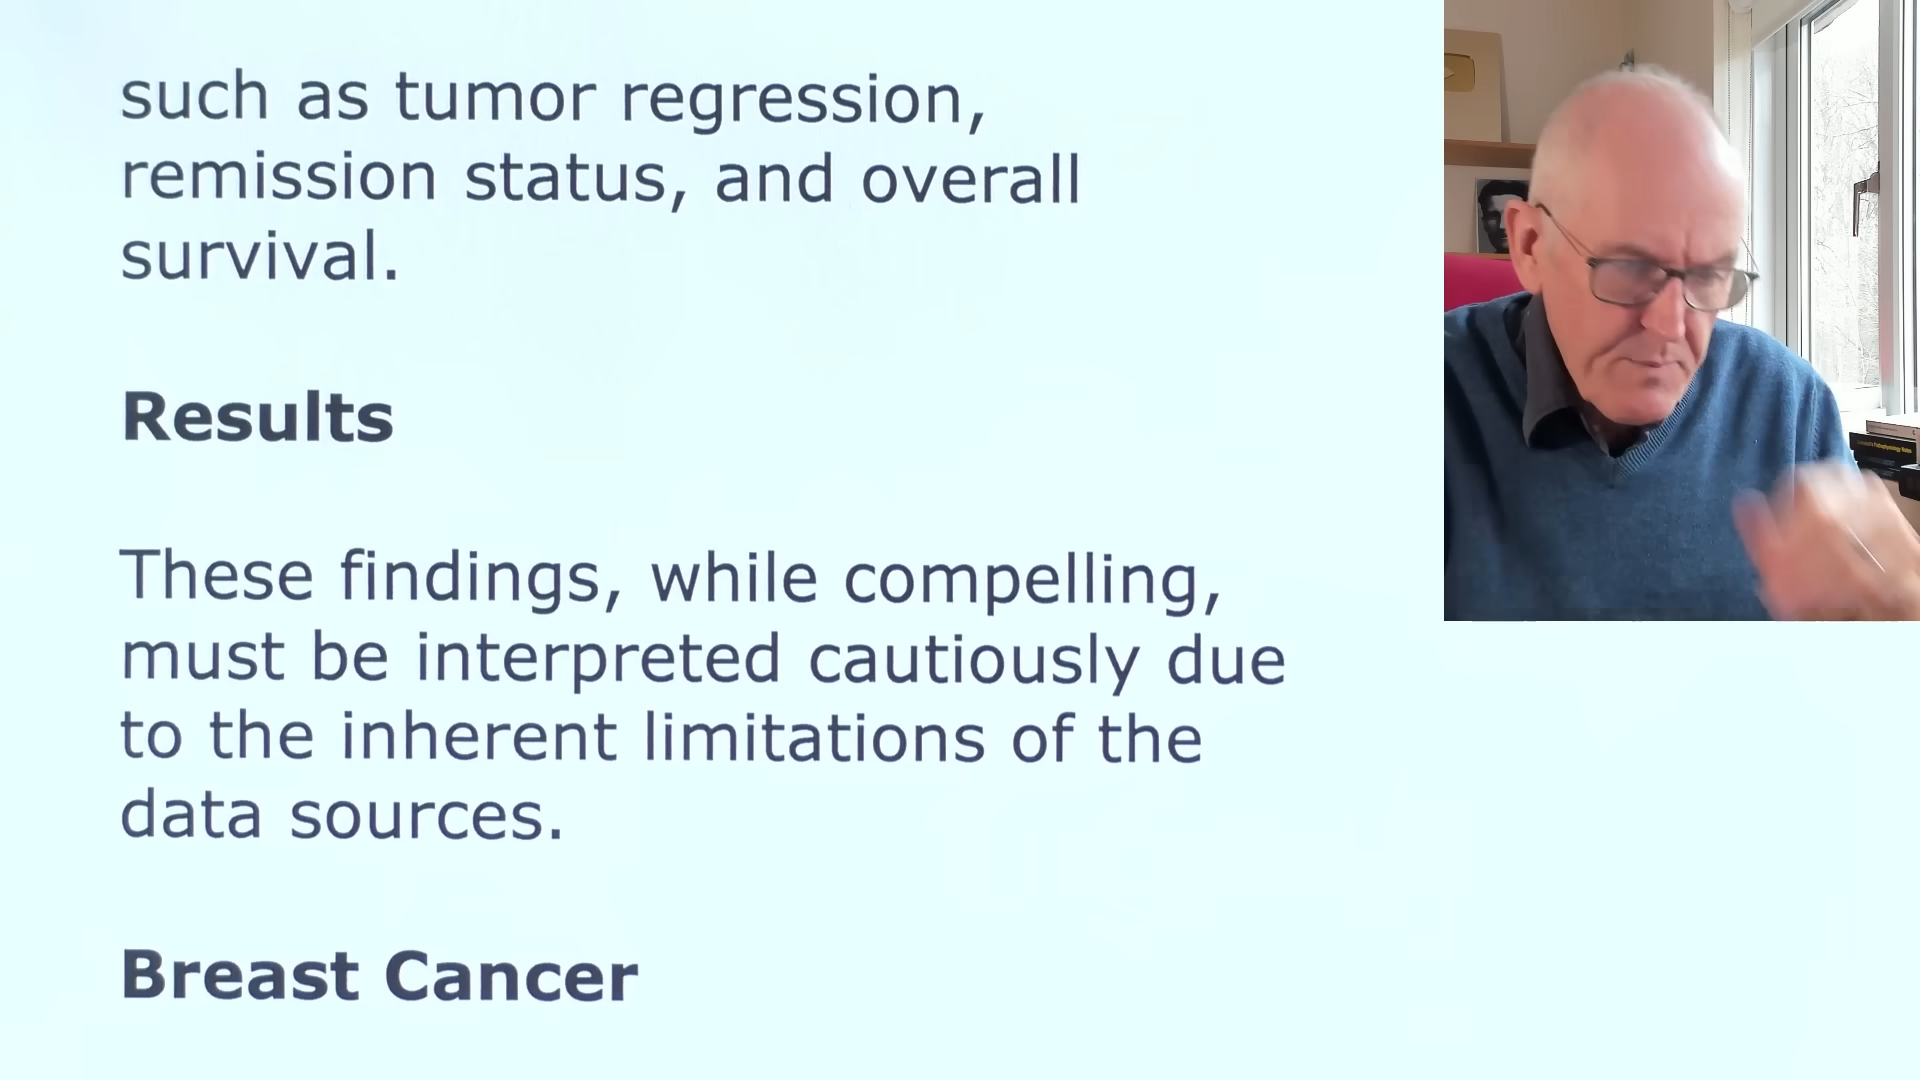 such as tumor regression,
remission status, and overall
survival.
Results
These findings, while compelling,
must be interpreted cautiously due
to the inherent limitations of the
data sources.
Breast Cancer